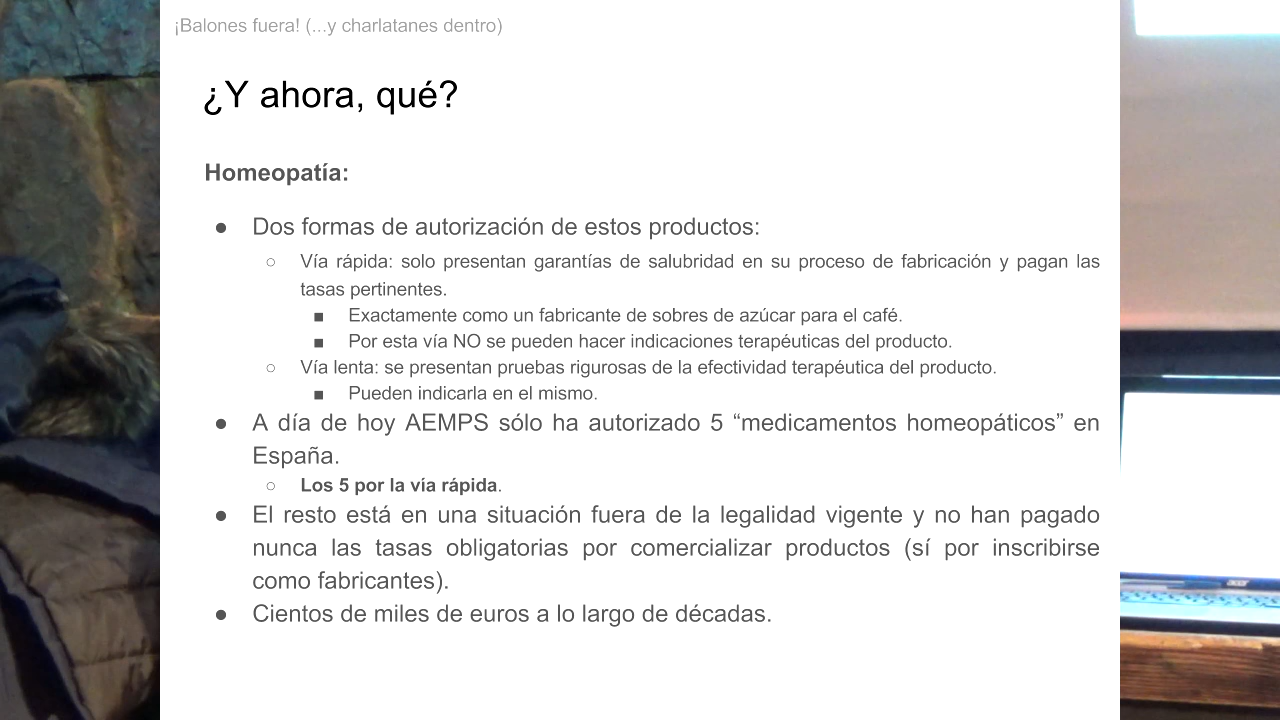 ¡Balones fuera! (...y charlatanes dentro)
¿Y ahora, qué?
Homeopatía:
● Dos formas de autorización de estos productos:
○ Vía rápida: solo presentan garantías de salubridad en su proceso de fabricación y pagan las
tasas pertinentes.
■ Exactamente como un fabricante de sobres de azúcar para el café.
■ Por esta vía NO se pueden hacer indicaciones terapéuticas del producto.
○ Vía lenta: se presentan pruebas rigurosas de la efectividad terapéutica del producto.
■ Pueden indicarla en el mismo.
● A día de hoy AEMPS sólo ha autorizado 5 “medicamentos homeopáticos” en
España.
○ Los 5 por la vía rápida.
● El resto está en una situación fuera de la legalidad vigente y no han pagado
nunca las tasas obligatorias por comercializar productos (sí por inscribirse
como fabricantes).
● Cientos de miles de euros a lo largo de décadas.